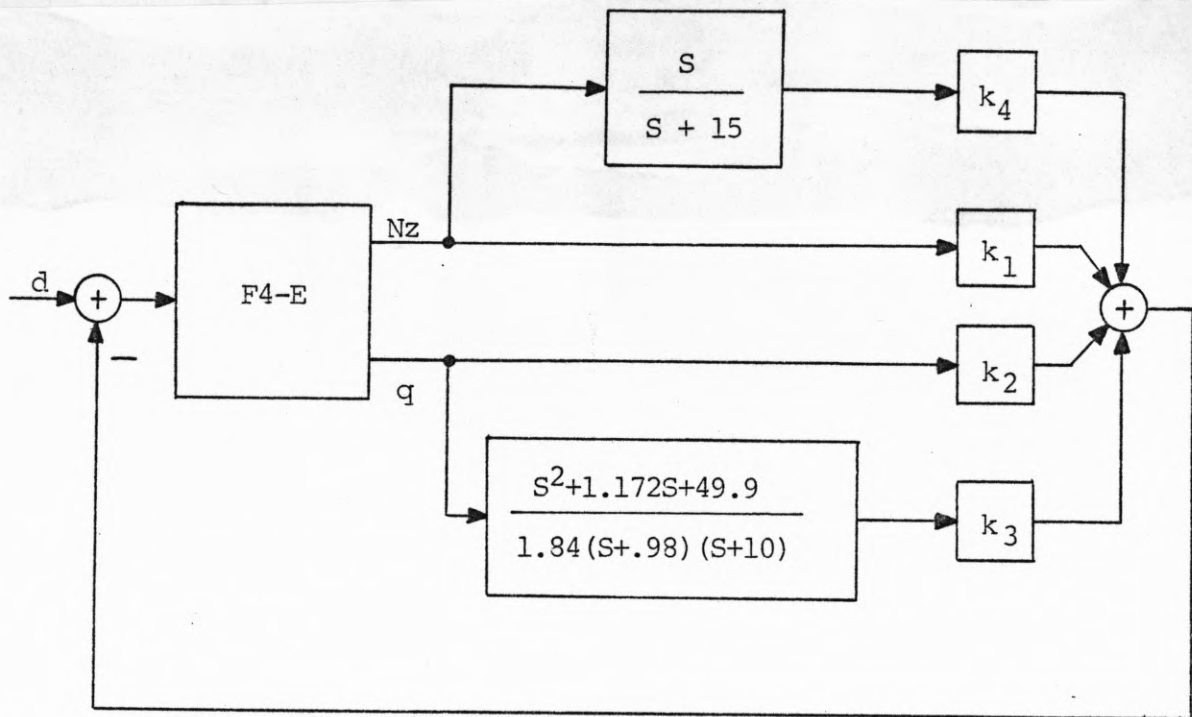 S
S + 15
k4
Nz
k1
d
+
F4-E
+
−
q
k2
S²+1.172S+49.9
1.84(S+.98)(S+10)
k3